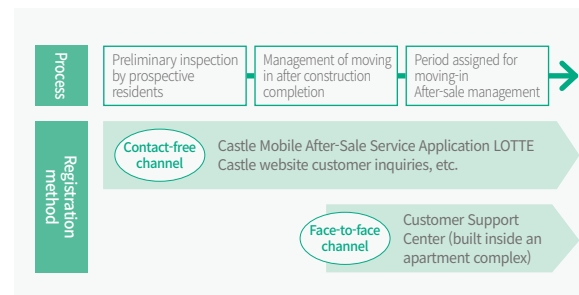 Process
Preliminary inspection
by prospective
residents
Management of moving
in after construction
completion
Period assigned for
moving-in
After-sale management
Registration
method
Contact-free
channel
Castle Mobile After-Sale Service Application LOTTE
Castle website customer inquiries, etc.
Face-to-face
channel
Customer Support
Center (built inside an
apartment complex)